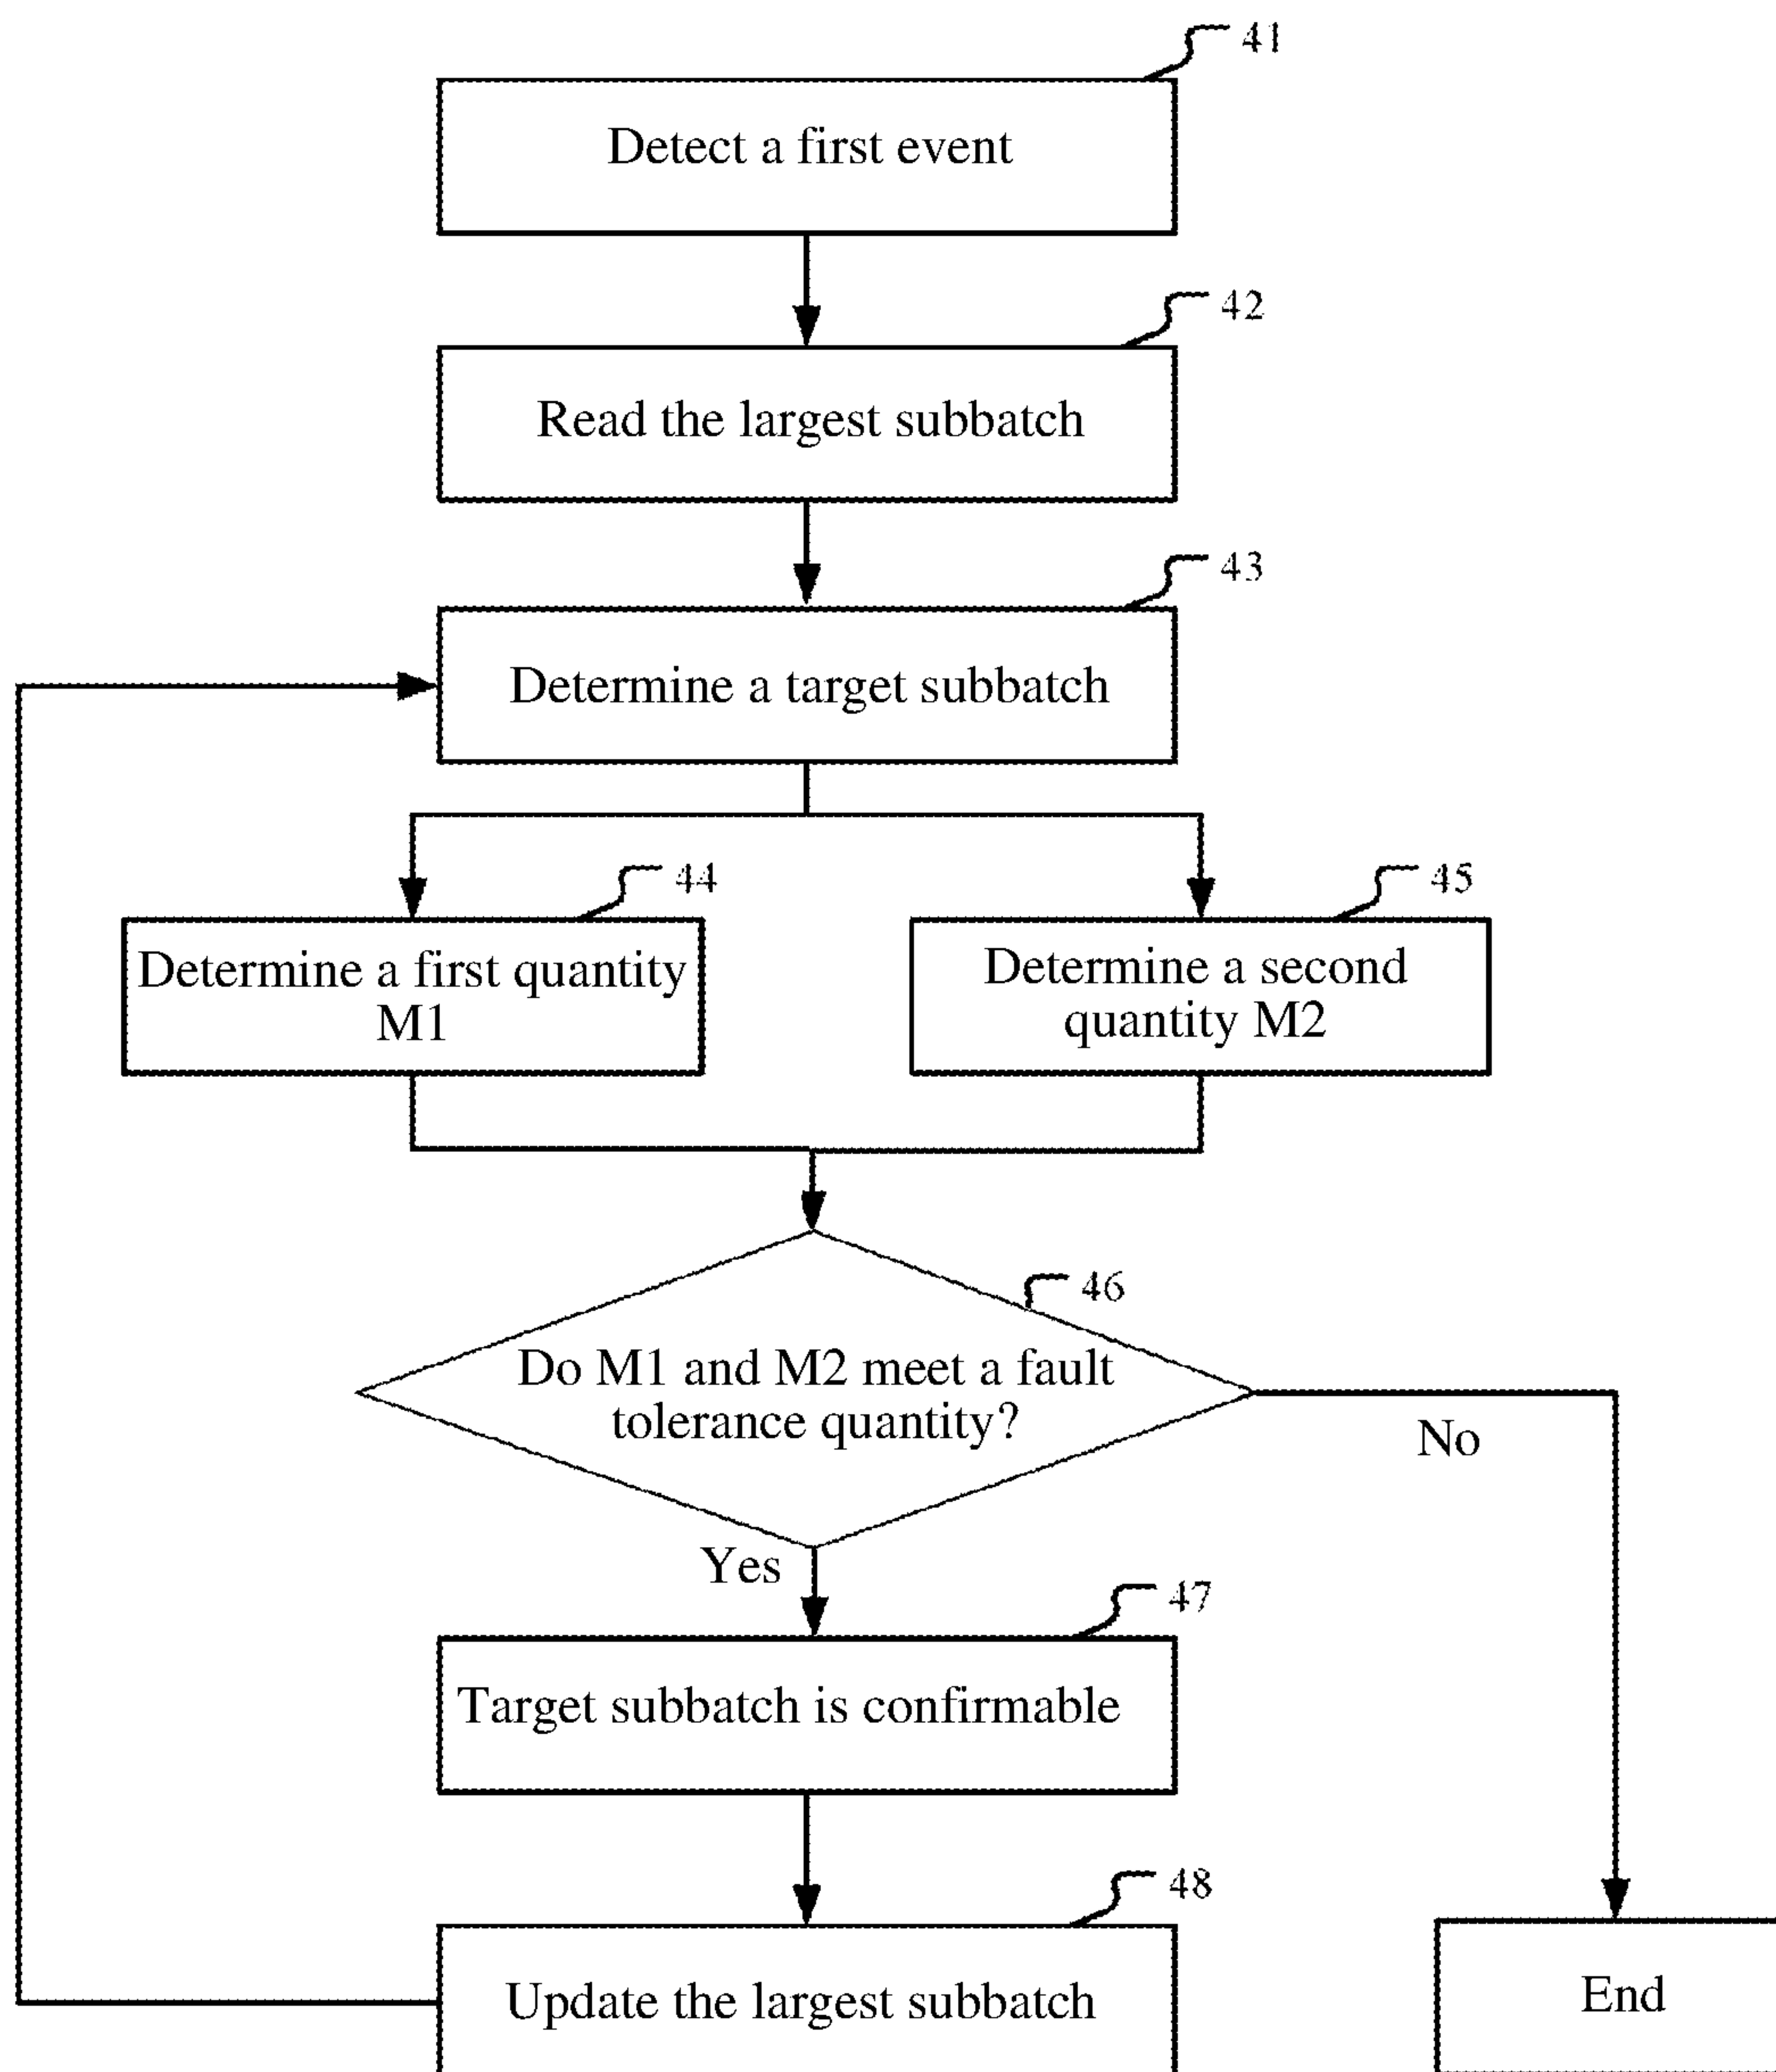 41
Detect a first event
42
Read the largest subbatch
43
Determine a target subbatch
44
45
Determine a first quantity
M1
Determine a second
quantity M2
46
Do M1 and M2 meet a fault
tolerance quantity?
No
Yes
47
Target subbatch is confirmable
48
Update the largest subbatch
End